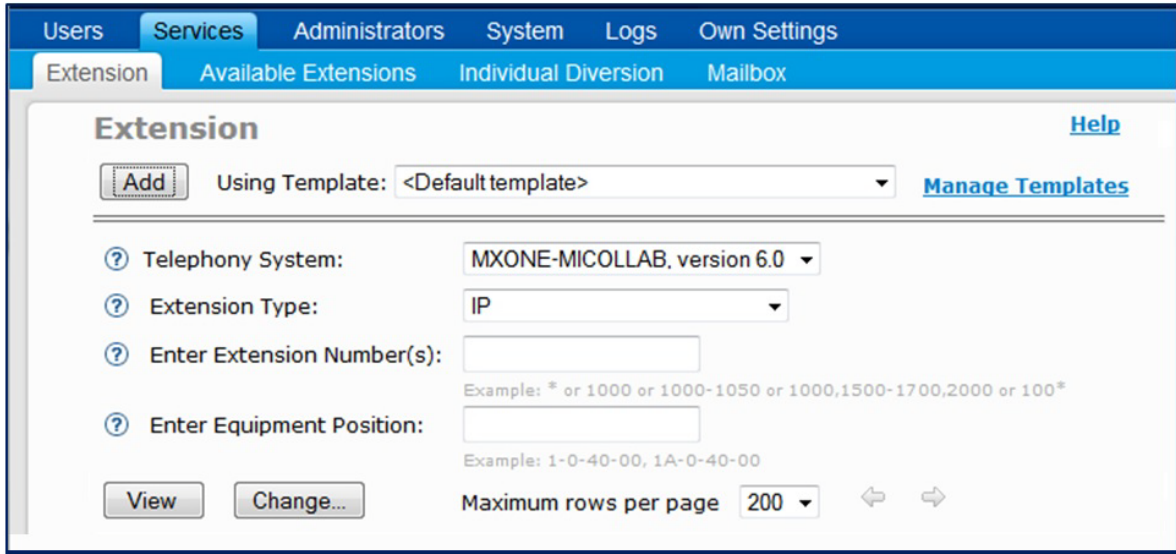 Users Services Administrators System Logs Own Settings
Extension Available Extensions Individual Diversion Mailbox
Extension Help
Add Using Template: <Default template> Manage Templates
? Telephony System: MXONE-MICOLLAB, version 6.0
? Extension Type: IP
? Enter Extension Number(s):
Example: * or 1000 or 1000-1050 or 1000,1500-1700,2000 or 100*
? Enter Equipment Position:
Example: 1-0-40-00, 1A-0-40-00
View Change... Maximum rows per page 200